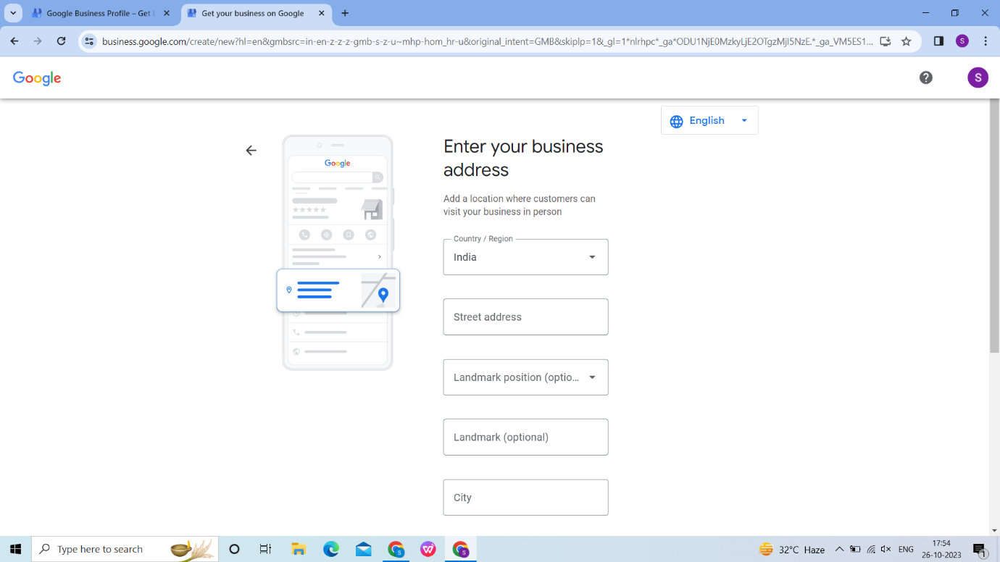 Google Business Profile – Get L
Get your business on Google
business.google.com/create/new?hl=en&gmbsrc=in-en-z-z-z-gmb-s-z-u~mhp-hom_hr-u&original_intent=GMB&skiplp=1&_gl=1*nlrhpc*_ga*ODU1NjE0MzkyLjE2OTgzMjI5NzE.*_ga_VM5ES1...
S
Google
S
English
Enter your business
address
Google
Add a location where customers can
visit your business in person
Country / Region
India
Street address
Landmark position (optio...
Landmark (optional)
City
Type here to search
S
S
32°C Haze
ENG
17:54
26-10-2023
1